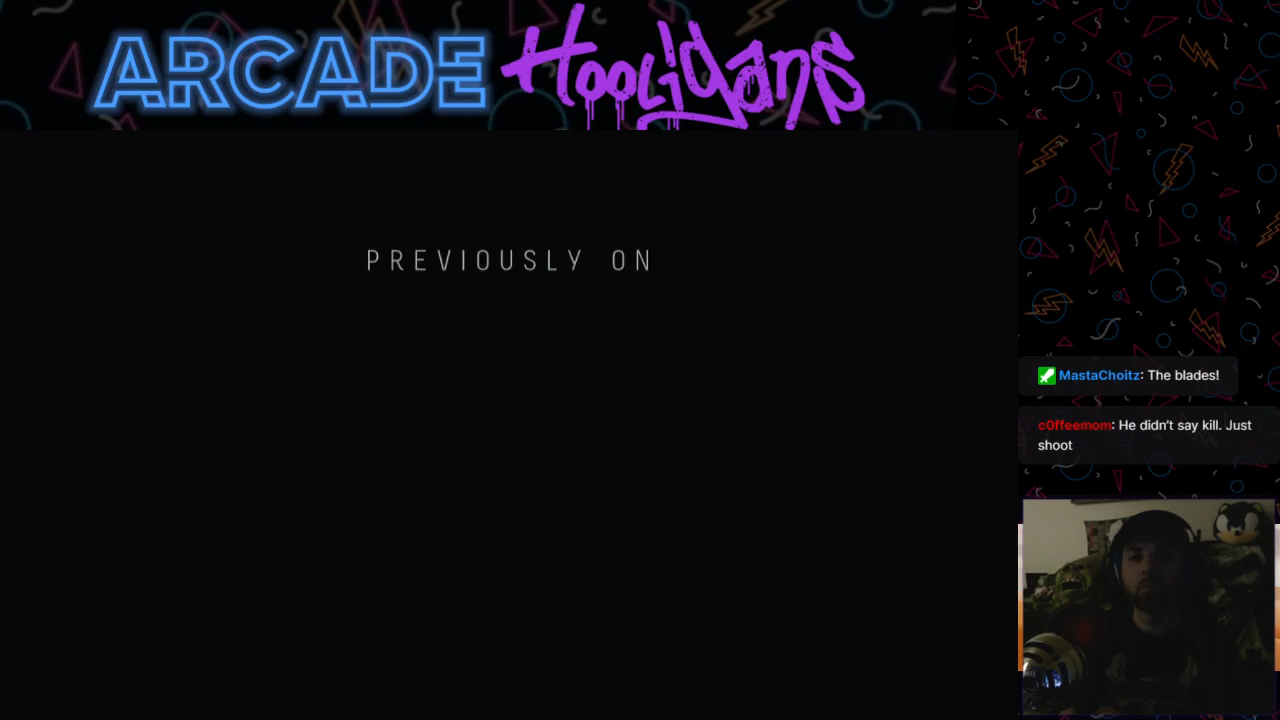 ARCADE Hooligans
PREVIOUSLY ON
MastaChoitz: The blades!
c0ffeemom: He didn't say kill. Just
shoot